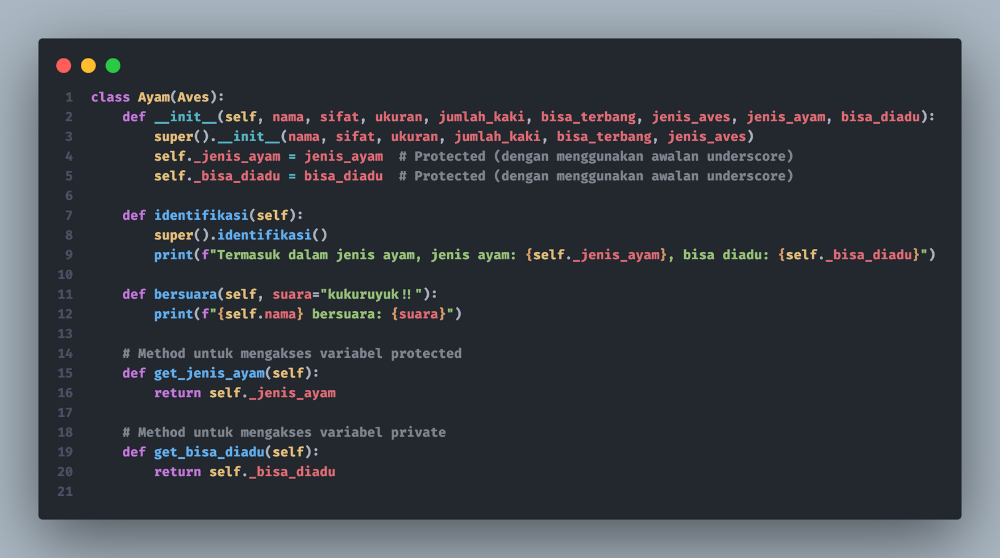 1 class Ayam(Aves):
2     def __init__(self, nama, sifat, ukuran, jumlah_kaki, bisa_terbang, jenis_aves, jenis_ayam, bisa_diadu):
3         super().__init__(nama, sifat, ukuran, jumlah_kaki, bisa_terbang, jenis_aves)
4         self._jenis_ayam = jenis_ayam  # Protected (dengan menggunakan awalan underscore)
5         self._bisa_diadu = bisa_diadu  # Protected (dengan menggunakan awalan underscore)
6
7     def identifikasi(self):
8         super().identifikasi()
9         print(f"Termasuk dalam jenis ayam, jenis ayam: {self._jenis_ayam}, bisa diadu: {self._bisa_diadu}")
10
11     def bersuara(self, suara="kukuruyuk!!"):
12         print(f"{self.nama} bersuara: {suara}")
13
14     # Method untuk mengakses variabel protected
15     def get_jenis_ayam(self):
16         return self._jenis_ayam
17
18     # Method untuk mengakses variabel private
19     def get_bisa_diadu(self):
20         return self._bisa_diadu
21